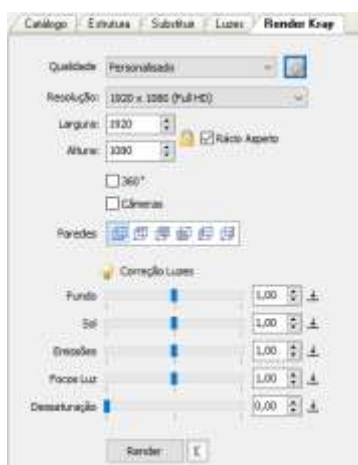 Catálogo Estrutura Substituir Luzes Render Kray
Qualidade Personalizado
Resolução: 1920 x 1080 (Full HD)
Largura: 1920
Altura: 1080
Rácio Aspeto
360°
Câmeras
Paredes
Correção Luzes
Fundo 1,00
Sol 1,00
Emissões 1,00
Focos Luz 1,00
Dessaturação 0,00
Render